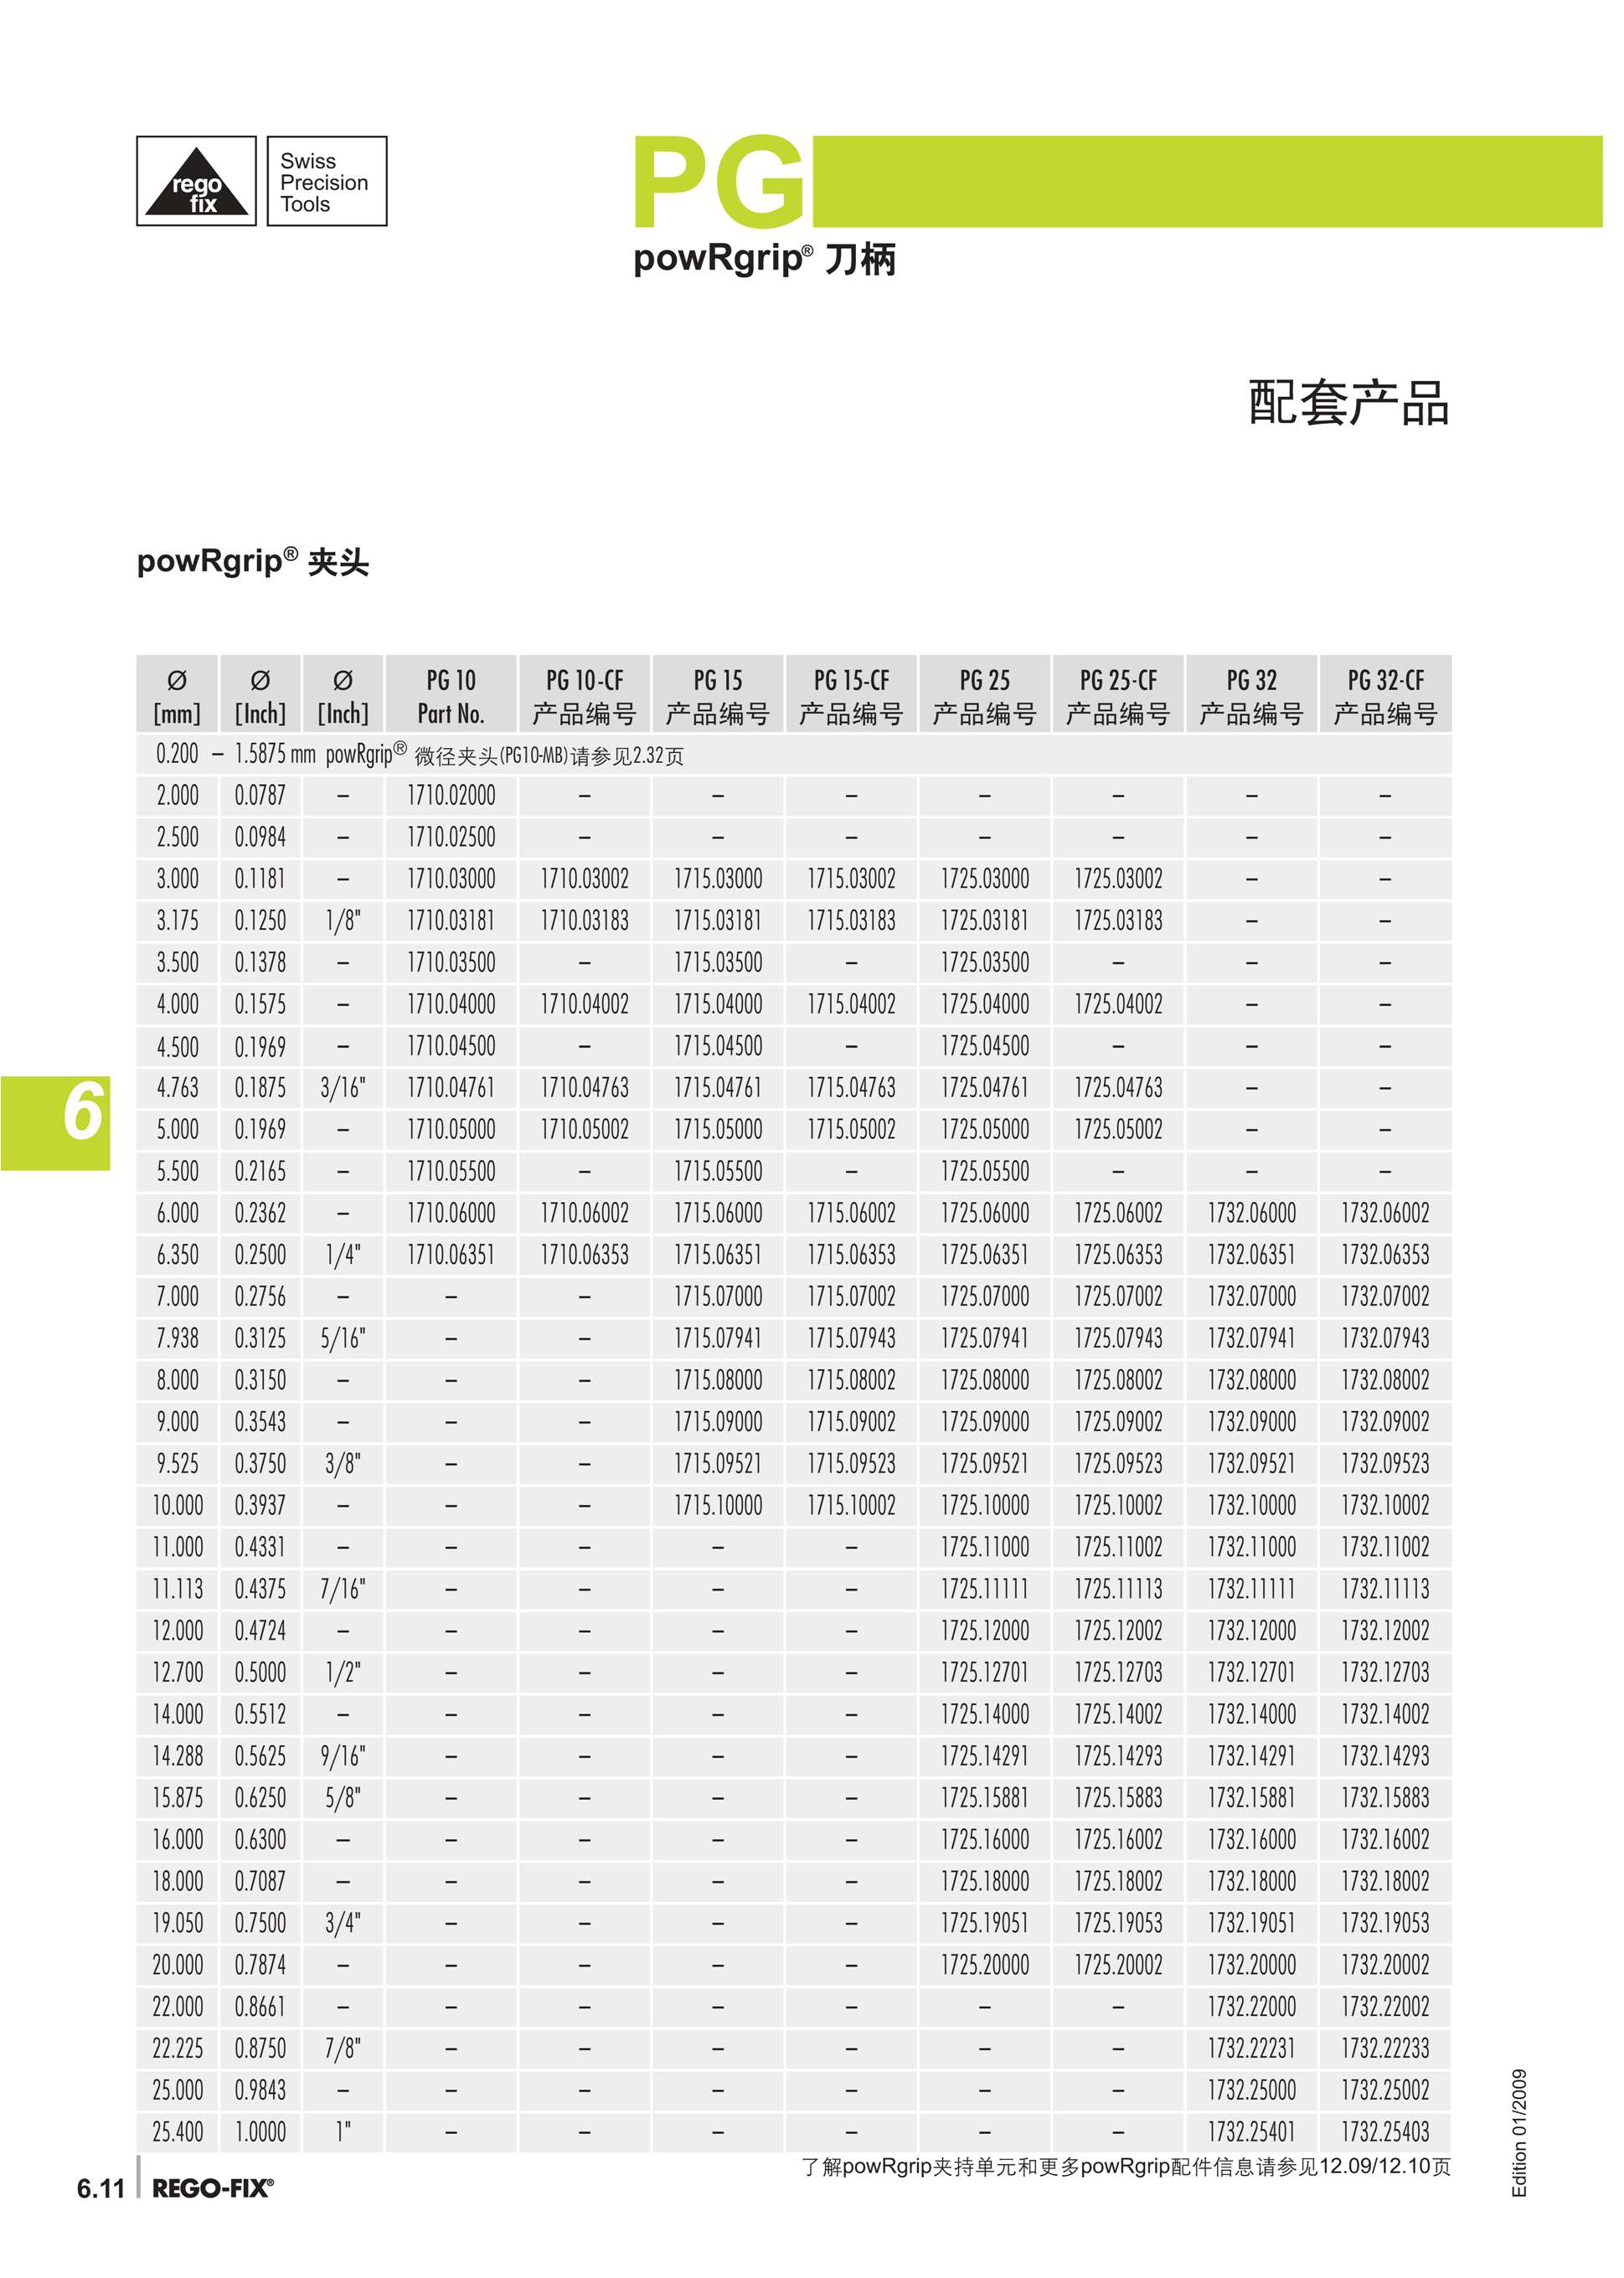 rego
fix
Swiss
Precision
Tools
PG
powRgrip® 刀柄
配套产品
powRgrip® 夹头
Ø Ø Ø PG 10 PG 10-CF PG 15 PG 15-CF PG 25 PG 25-CF PG 32 PG 32-CF
[mm] [Inch] [Inch] Part No. 产品编号 产品编号 产品编号 产品编号 产品编号 产品编号 产品编号
0.200 – 1.5875 mm powRgrip® 微径夹头(PG10-MB)请参见2.32页
2.000 0.0787 – 1710.02000 – – – – – – –
2.500 0.0984 – 1710.02500 – – – – – – –
3.000 0.1181 – 1710.03000 1710.03002 1715.03000 1715.03002 1725.03000 1725.03002 – –
3.175 0.1250 1/8" 1710.03181 1710.03183 1715.03181 1715.03183 1725.03181 1725.03183 – –
3.500 0.1378 – 1710.03500 – 1715.03500 – 1725.03500 – – –
4.000 0.1575 – 1710.04000 1710.04002 1715.04000 1715.04002 1725.04000 1725.04002 – –
4.500 0.1969 – 1710.04500 – 1715.04500 – 1725.04500 – – –
4.763 0.1875 3/16" 1710.04761 1710.04763 1715.04761 1715.04763 1725.04761 1725.04763 – –
5.000 0.1969 – 1710.05000 1710.05002 1715.05000 1715.05002 1725.05000 1725.05002 – –
5.500 0.2165 – 1710.05500 – 1715.05500 – 1725.05500 – – –
6.000 0.2362 – 1710.06000 1710.06002 1715.06000 1715.06002 1725.06000 1725.06002 1732.06000 1732.06002
6.350 0.2500 1/4" 1710.06351 1710.06353 1715.06351 1715.06353 1725.06351 1725.06353 1732.06351 1732.06353
7.000 0.2756 – – – 1715.07000 1715.07002 1725.07000 1725.07002 1732.07000 1732.07002
7.938 0.3125 5/16" – – 1715.07941 1715.07943 1725.07941 1725.07943 1732.07941 1732.07943
8.000 0.3150 – – – 1715.08000 1715.08002 1725.08000 1725.08002 1732.08000 1732.08002
9.000 0.3543 – – – 1715.09000 1715.09002 1725.09000 1725.09002 1732.09000 1732.09002
9.525 0.3750 3/8" – – 1715.09521 1715.09523 1725.09521 1725.09523 1732.09521 1732.09523
10.000 0.3937 – – – 1715.10000 1715.10002 1725.10000 1725.10002 1732.10000 1732.10002
11.000 0.4331 – – – – – 1725.11000 1725.11002 1732.11000 1732.11002
11.113 0.4375 7/16" – – – – 1725.11111 1725.11113 1732.11111 1732.11113
12.000 0.4724 – – – – – 1725.12000 1725.12002 1732.12000 1732.12002
12.700 0.5000 1/2" – – – – 1725.12701 1725.12703 1732.12701 1732.12703
14.000 0.5512 – – – – – 1725.14000 1725.14002 1732.14000 1732.14002
14.288 0.5625 9/16" – – – – 1725.14291 1725.14293 1732.14291 1732.14293
15.875 0.6250 5/8" – – – – 1725.15881 1725.15883 1732.15881 1732.15883
16.000 0.6300 – – – – – 1725.16000 1725.16002 1732.16000 1732.16002
18.000 0.7087 – – – – – 1725.18000 1725.18002 1732.18000 1732.18002
19.050 0.7500 3/4" – – – – 1725.19051 1725.19053 1732.19051 1732.19053
20.000 0.7874 – – – – – 1725.20000 1725.20002 1732.20000 1732.20002
22.000 0.8661 – – – – – – – 1732.22000 1732.22002
22.225 0.8750 7/8" – – – – – – 1732.22231 1732.22233
25.000 0.9843 – – – – – – – 1732.25000 1732.25002
25.400 1.0000 1" – – – – – – 1732.25401 1732.25403
6
了解powRgrip夹持单元和更多powRgrip配件信息请参见12.09/12.10页
6.11 REGO-FIX®
Edition 01/2009